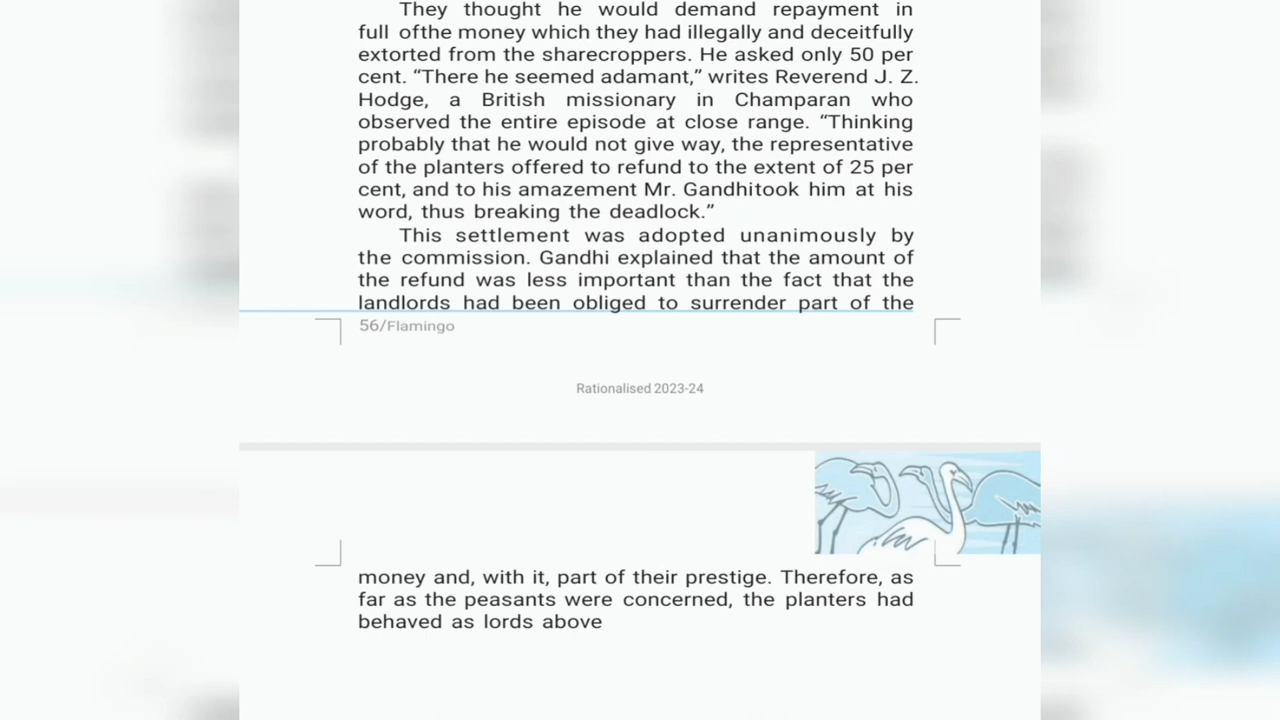 They thought he would demand repayment in
full ofthe money which they had illegally and deceitfully
extorted from the sharecroppers. He asked only 50 per
cent. “There he seemed adamant,” writes Reverend J. Z.
Hodge, a British missionary in Champaran who
observed the entire episode at close range. “Thinking
probably that he would not give way, the representative
of the planters offered to refund to the extent of 25 per
cent, and to his amazement Mr. Gandhitook him at his
word, thus breaking the deadlock.”
This settlement was adopted unanimously by
the commission. Gandhi explained that the amount of
the refund was less important than the fact that the
landlords had been obliged to surrender part of the
56/Flamingo
Rationalised 2023-24
money and, with it, part of their prestige. Therefore, as
far as the peasants were concerned, the planters had
behaved as lords above